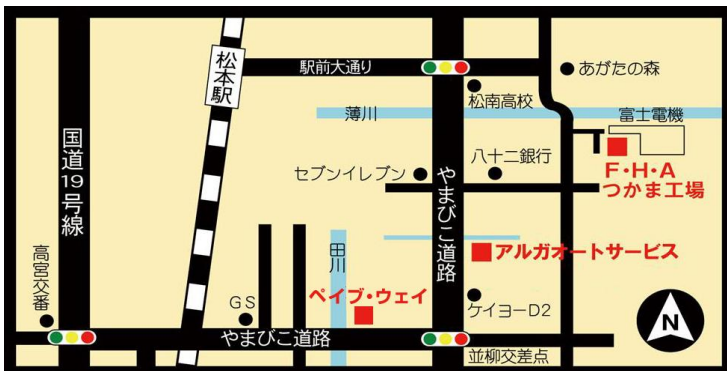 松本駅
駅前大通り
あがたの森
松南高校
薄川
富士電機
国道19号線
セブンイレブン
八十二銀行
F・H・A
つかま工場
やまびこ道路
高宮交番
田川
アルガオートサービス
ペイブ・ウェイ
GS
ケイヨーD2
N
やまびこ道路
並柳交差点